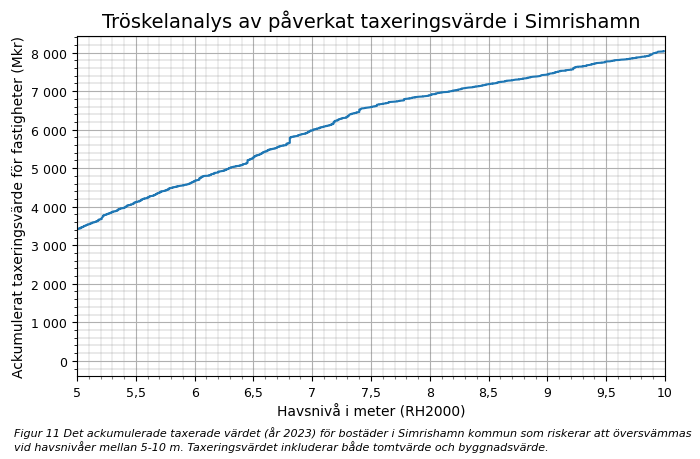 Tröskelanalys av påverkat taxeringsvärde i Simrishamn
Ackumulerat taxeringsvärde för fastigheter (Mkr)
8 000
7 000
6 000
5 000
4 000
3 000
2 000
1 000
0
5 5,5 6 6,5 7 7,5 8 8,5 9 9,5 10
Havsnivå i meter (RH2000)
Figur 11 Det ackumulerade taxerade värdet (år 2023) för bostäder i Simrishamn kommun som riskerar att översvämmas
vid havsnivåer mellan 5-10 m. Taxeringsvärdet inkluderar både tomtvärde och byggnadsvärde.